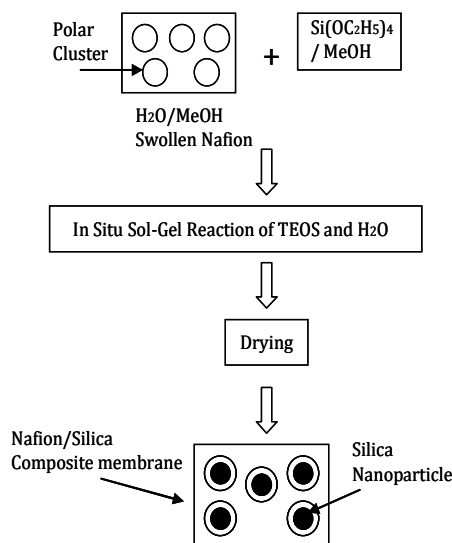 Polar
Cluster
+
Si(OC2H5)4
/ MeOH
H2O/MeOH
Swollen Nafion
In Situ Sol-Gel Reaction of TEOS and H2O
Drying
Nafion/Silica
Composite membrane
Silica
Nanoparticle